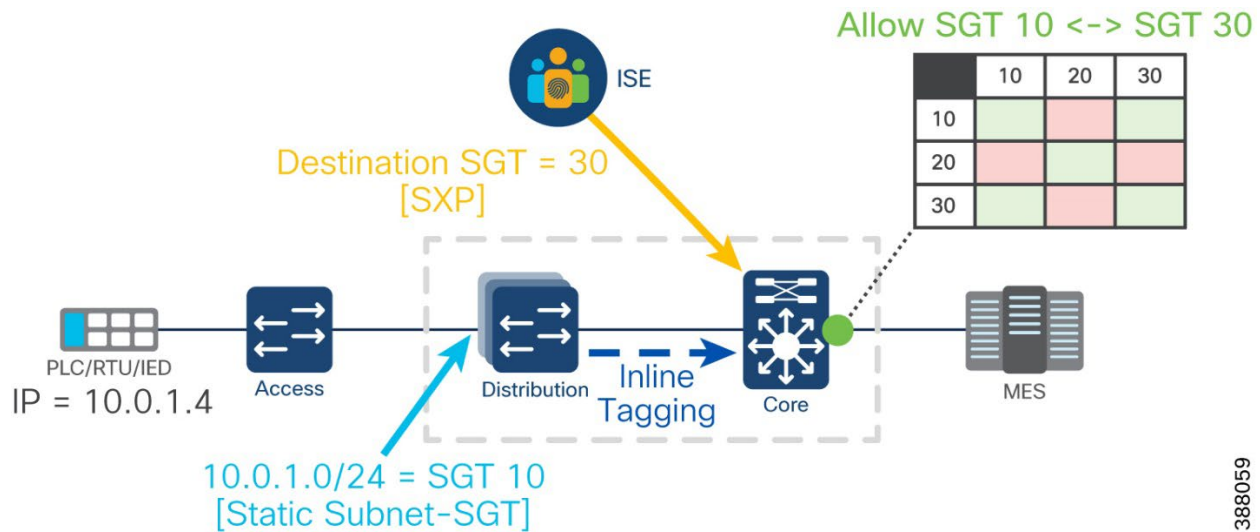 Allow SGT 10 <-> SGT 30
10 20 30
10
20
30
ISE
Destination SGT = 30
[SXP]
PLC/RTU/IED
IP = 10.0.1.4
Access
Distribution
Inline
Tagging
Core
MES
10.0.1.0/24 = SGT 10
[Static Subnet-SGT]
388059